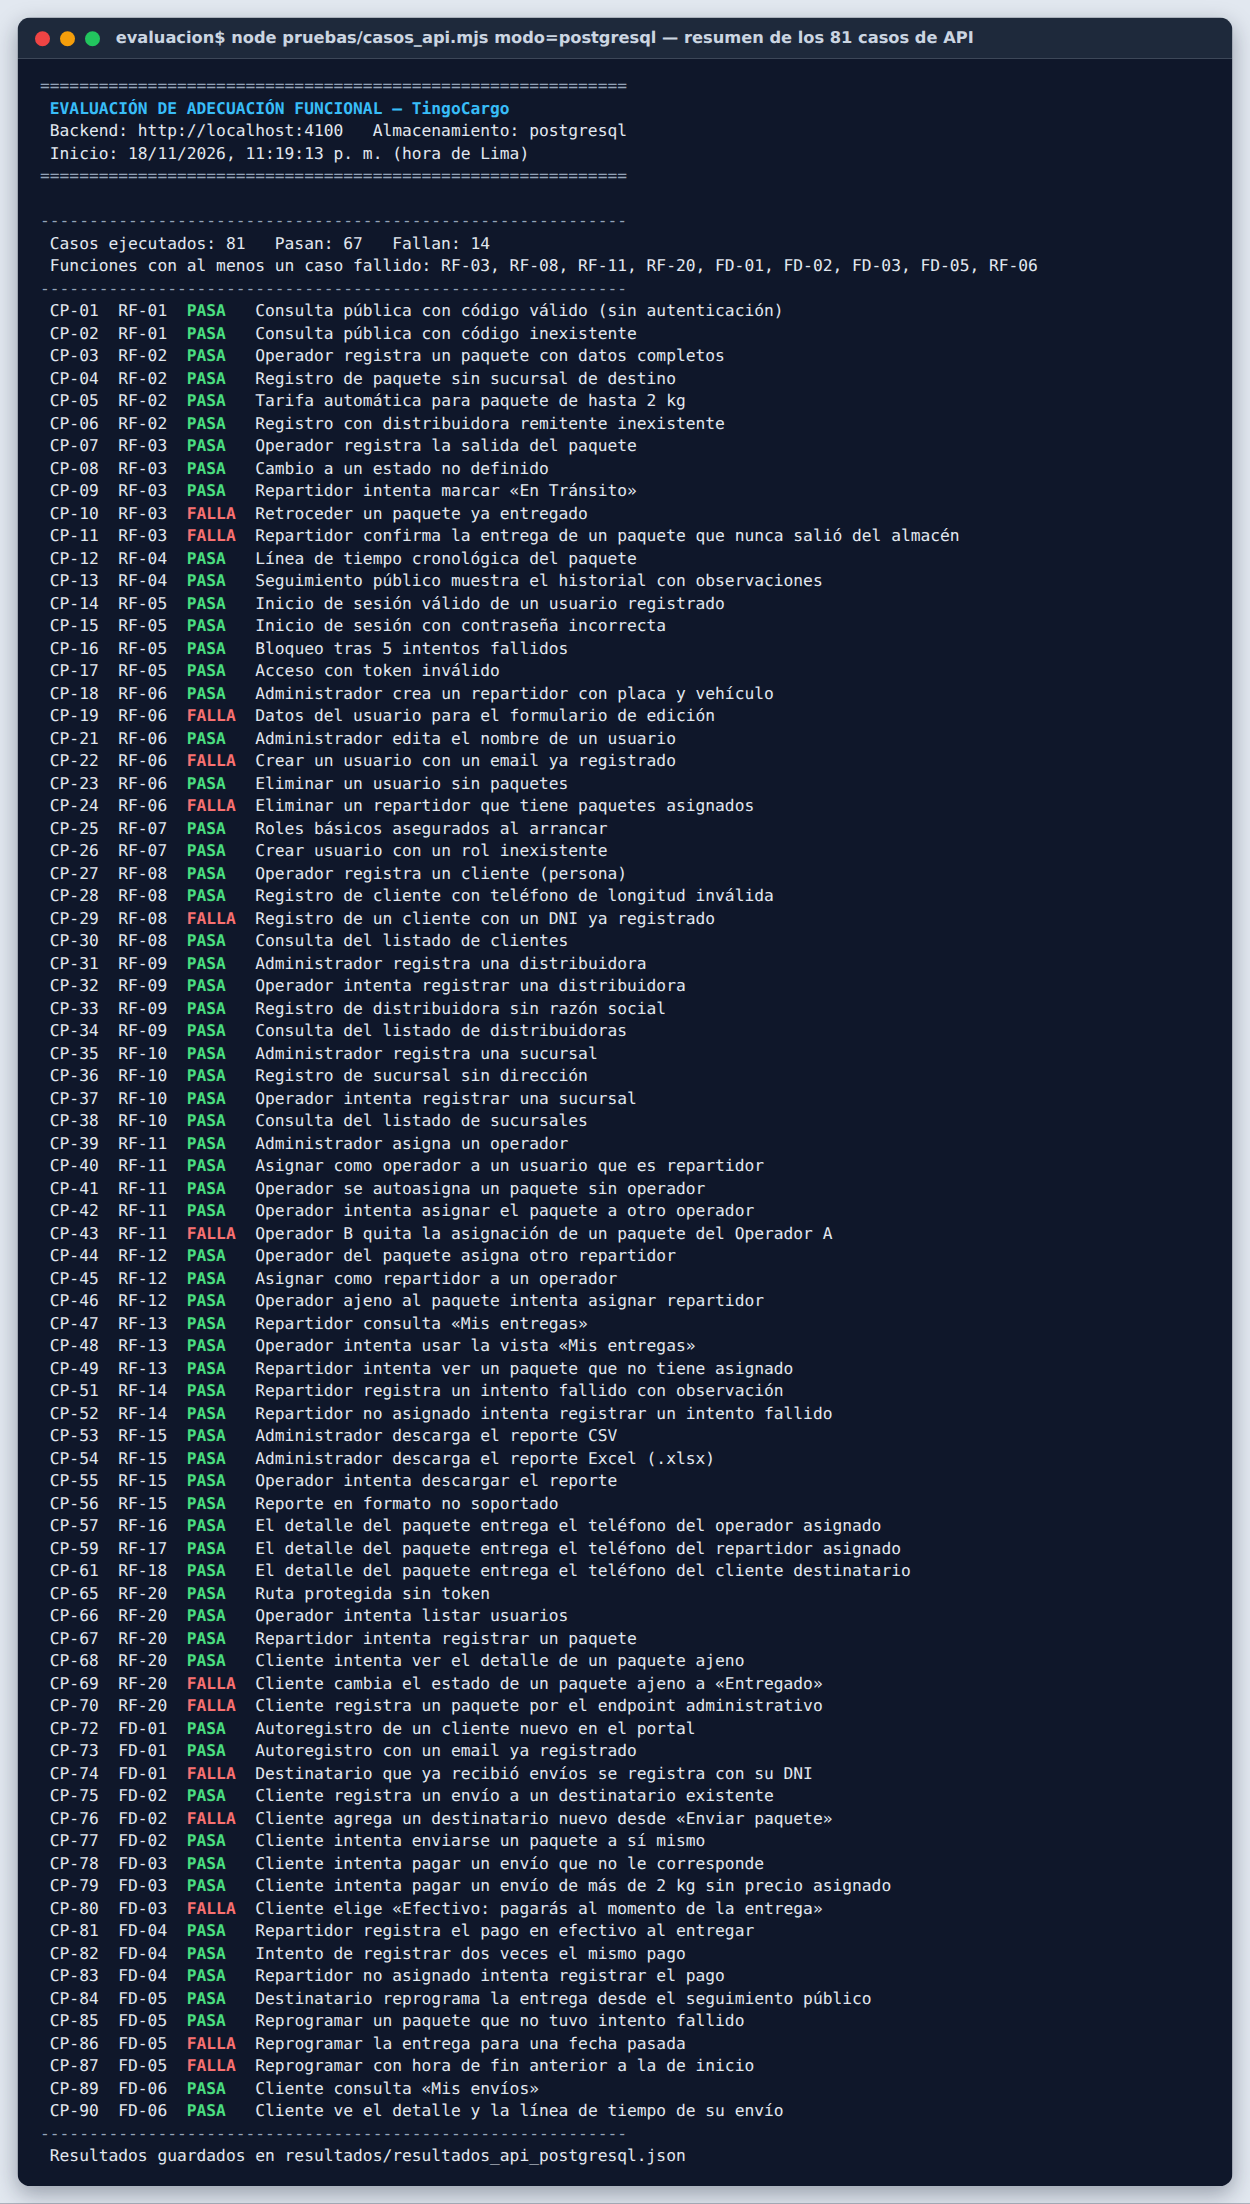 evaluacion$ node pruebas/casos_api.mjs modo=postgresql — resumen de los 81 casos de API
============================================================
EVALUACIÓN DE ADECUACIÓN FUNCIONAL — TingoCargo
Backend: http://localhost:4100   Almacenamiento: postgresql
Inicio: 18/11/2026, 11:19:13 p. m. (hora de Lima)
============================================================
------------------------------------------------------------
Casos ejecutados: 81   Pasan: 67   Fallan: 14
Funciones con al menos un caso fallido: RF-03, RF-08, RF-11, RF-20, FD-01, FD-02, FD-03, FD-05, RF-06
------------------------------------------------------------
CP-01  RF-01  PASA   Consulta pública con código válido (sin autenticación)
CP-02  RF-01  PASA   Consulta pública con código inexistente
CP-03  RF-02  PASA   Operador registra un paquete con datos completos
CP-04  RF-02  PASA   Registro de paquete sin sucursal de destino
CP-05  RF-02  PASA   Tarifa automática para paquete de hasta 2 kg
CP-06  RF-02  PASA   Registro con distribuidora remitente inexistente
CP-07  RF-03  PASA   Operador registra la salida del paquete
CP-08  RF-03  PASA   Cambio a un estado no definido
CP-09  RF-03  PASA   Repartidor intenta marcar «En Tránsito»
CP-10  RF-03  FALLA  Retroceder un paquete ya entregado
CP-11  RF-03  FALLA  Repartidor confirma la entrega de un paquete que nunca salió del almacén
CP-12  RF-04  PASA   Línea de tiempo cronológica del paquete
CP-13  RF-04  PASA   Seguimiento público muestra el historial con observaciones
CP-14  RF-05  PASA   Inicio de sesión válido de un usuario registrado
CP-15  RF-05  PASA   Inicio de sesión con contraseña incorrecta
CP-16  RF-05  PASA   Bloqueo tras 5 intentos fallidos
CP-17  RF-05  PASA   Acceso con token inválido
CP-18  RF-06  PASA   Administrador crea un repartidor con placa y vehículo
CP-19  RF-06  FALLA  Datos del usuario para el formulario de edición
CP-21  RF-06  PASA   Administrador edita el nombre de un usuario
CP-22  RF-06  FALLA  Crear un usuario con un email ya registrado
CP-23  RF-06  PASA   Eliminar un usuario sin paquetes
CP-24  RF-06  FALLA  Eliminar un repartidor que tiene paquetes asignados
CP-25  RF-07  PASA   Roles básicos asegurados al arrancar
CP-26  RF-07  PASA   Crear usuario con un rol inexistente
CP-27  RF-08  PASA   Operador registra un cliente (persona)
CP-28  RF-08  PASA   Registro de cliente con teléfono de longitud inválida
CP-29  RF-08  FALLA  Registro de un cliente con un DNI ya registrado
CP-30  RF-08  PASA   Consulta del listado de clientes
CP-31  RF-09  PASA   Administrador registra una distribuidora
CP-32  RF-09  PASA   Operador intenta registrar una distribuidora
CP-33  RF-09  PASA   Registro de distribuidora sin razón social
CP-34  RF-09  PASA   Consulta del listado de distribuidoras
CP-35  RF-10  PASA   Administrador registra una sucursal
CP-36  RF-10  PASA   Registro de sucursal sin dirección
CP-37  RF-10  PASA   Operador intenta registrar una sucursal
CP-38  RF-10  PASA   Consulta del listado de sucursales
CP-39  RF-11  PASA   Administrador asigna un operador
CP-40  RF-11  PASA   Asignar como operador a un usuario que es repartidor
CP-41  RF-11  PASA   Operador se autoasigna un paquete sin operador
CP-42  RF-11  PASA   Operador intenta asignar el paquete a otro operador
CP-43  RF-11  FALLA  Operador B quita la asignación de un paquete del Operador A
CP-44  RF-12  PASA   Operador del paquete asigna otro repartidor
CP-45  RF-12  PASA   Asignar como repartidor a un operador
CP-46  RF-12  PASA   Operador ajeno al paquete intenta asignar repartidor
CP-47  RF-13  PASA   Repartidor consulta «Mis entregas»
CP-48  RF-13  PASA   Operador intenta usar la vista «Mis entregas»
CP-49  RF-13  PASA   Repartidor intenta ver un paquete que no tiene asignado
CP-51  RF-14  PASA   Repartidor registra un intento fallido con observación
CP-52  RF-14  PASA   Repartidor no asignado intenta registrar un intento fallido
CP-53  RF-15  PASA   Administrador descarga el reporte CSV
CP-54  RF-15  PASA   Administrador descarga el reporte Excel (.xlsx)
CP-55  RF-15  PASA   Operador intenta descargar el reporte
CP-56  RF-15  PASA   Reporte en formato no soportado
CP-57  RF-16  PASA   El detalle del paquete entrega el teléfono del operador asignado
CP-59  RF-17  PASA   El detalle del paquete entrega el teléfono del repartidor asignado
CP-61  RF-18  PASA   El detalle del paquete entrega el teléfono del cliente destinatario
CP-65  RF-20  PASA   Ruta protegida sin token
CP-66  RF-20  PASA   Operador intenta listar usuarios
CP-67  RF-20  PASA   Repartidor intenta registrar un paquete
CP-68  RF-20  PASA   Cliente intenta ver el detalle de un paquete ajeno
CP-69  RF-20  FALLA  Cliente cambia el estado de un paquete ajeno a «Entregado»
CP-70  RF-20  FALLA  Cliente registra un paquete por el endpoint administrativo
CP-72  FD-01  PASA   Autoregistro de un cliente nuevo en el portal
CP-73  FD-01  PASA   Autoregistro con un email ya registrado
CP-74  FD-01  FALLA  Destinatario que ya recibió envíos se registra con su DNI
CP-75  FD-02  PASA   Cliente registra un envío a un destinatario existente
CP-76  FD-02  FALLA  Cliente agrega un destinatario nuevo desde «Enviar paquete»
CP-77  FD-02  PASA   Cliente intenta enviarse un paquete a sí mismo
CP-78  FD-03  PASA   Cliente intenta pagar un envío que no le corresponde
CP-79  FD-03  PASA   Cliente intenta pagar un envío de más de 2 kg sin precio asignado
CP-80  FD-03  FALLA  Cliente elige «Efectivo: pagarás al momento de la entrega»
CP-81  FD-04  PASA   Repartidor registra el pago en efectivo al entregar
CP-82  FD-04  PASA   Intento de registrar dos veces el mismo pago
CP-83  FD-04  PASA   Repartidor no asignado intenta registrar el pago
CP-84  FD-05  PASA   Destinatario reprograma la entrega desde el seguimiento público
CP-85  FD-05  PASA   Reprogramar un paquete que no tuvo intento fallido
CP-86  FD-05  FALLA  Reprogramar la entrega para una fecha pasada
CP-87  FD-05  FALLA  Reprogramar con hora de fin anterior a la de inicio
CP-89  FD-06  PASA   Cliente consulta «Mis envíos»
CP-90  FD-06  PASA   Cliente ve el detalle y la línea de tiempo de su envío
------------------------------------------------------------
Resultados guardados en resultados/resultados_api_postgresql.json